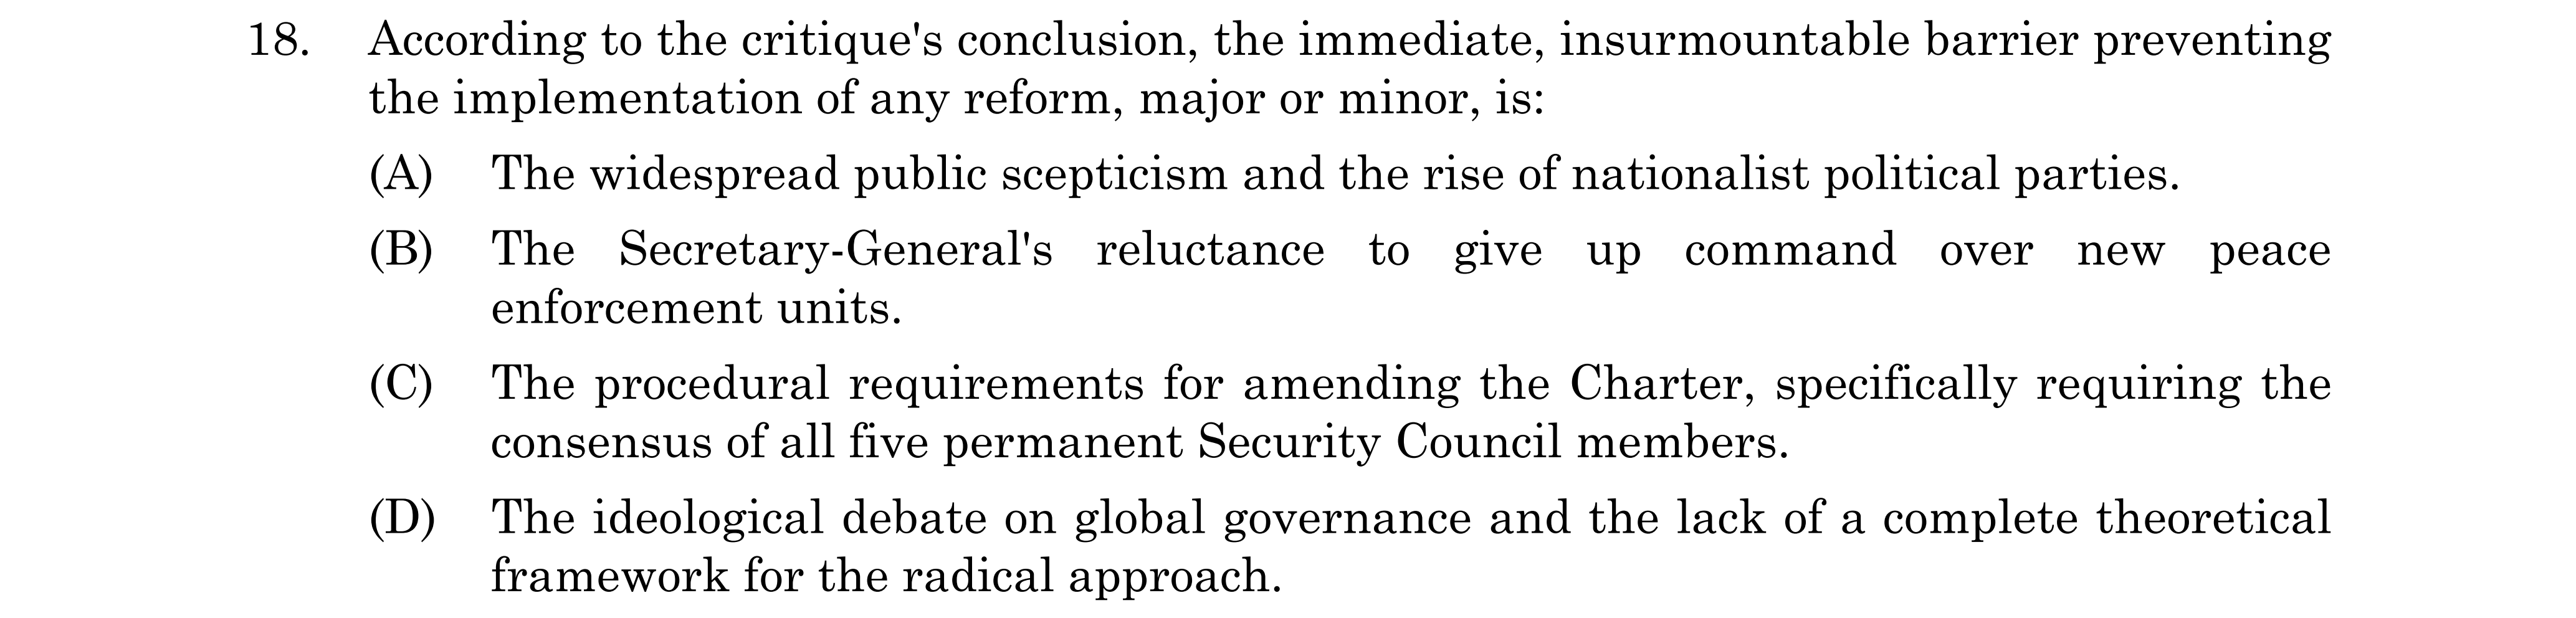 18. According to the critique's conclusion, the immediate, insurmountable barrier preventing
the implementation of any reform, major or minor, is:
(A) The widespread public scepticism and the rise of nationalist political parties.
(B) The Secretary-General's reluctance to give up command over new peace
enforcement units.
(C) The procedural requirements for amending the Charter, specifically requiring the
consensus of all five permanent Security Council members.
(D) The ideological debate on global governance and the lack of a complete theoretical
framework for the radical approach.